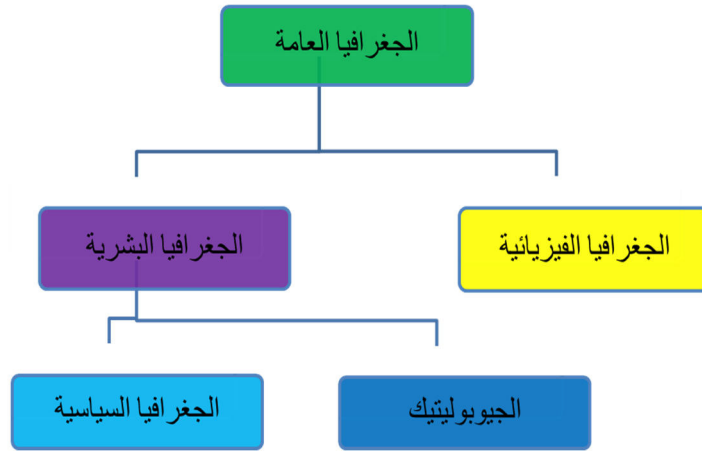 الجغرافيا العامة
الجغرافيا الفيزيائية
الجغرافيا البشرية
الجيوبوليتيك
الجغرافيا السياسية